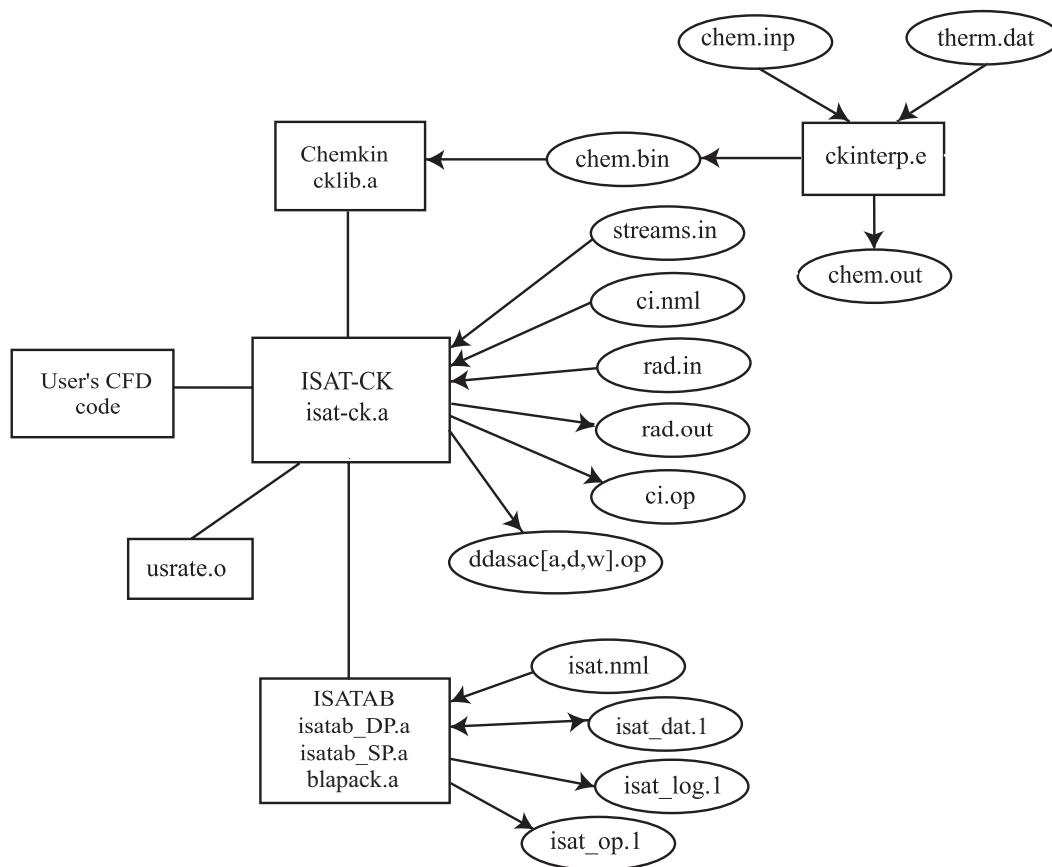 chem.inp
therm.dat
Chemkin
cklib.a
chem.bin
ckinterp.e
streams.in
chem.out
ci.nml
User's CFD
code
ISAT-CK
isat-ck.a
rad.in
rad.out
ci.op
usrate.o
ddasac[a,d,w].op
isat.nml
ISATAB
isatab_DP.a
isatab_SP.a
blapack.a
isat_dat.1
isat_log.1
isat_op.1